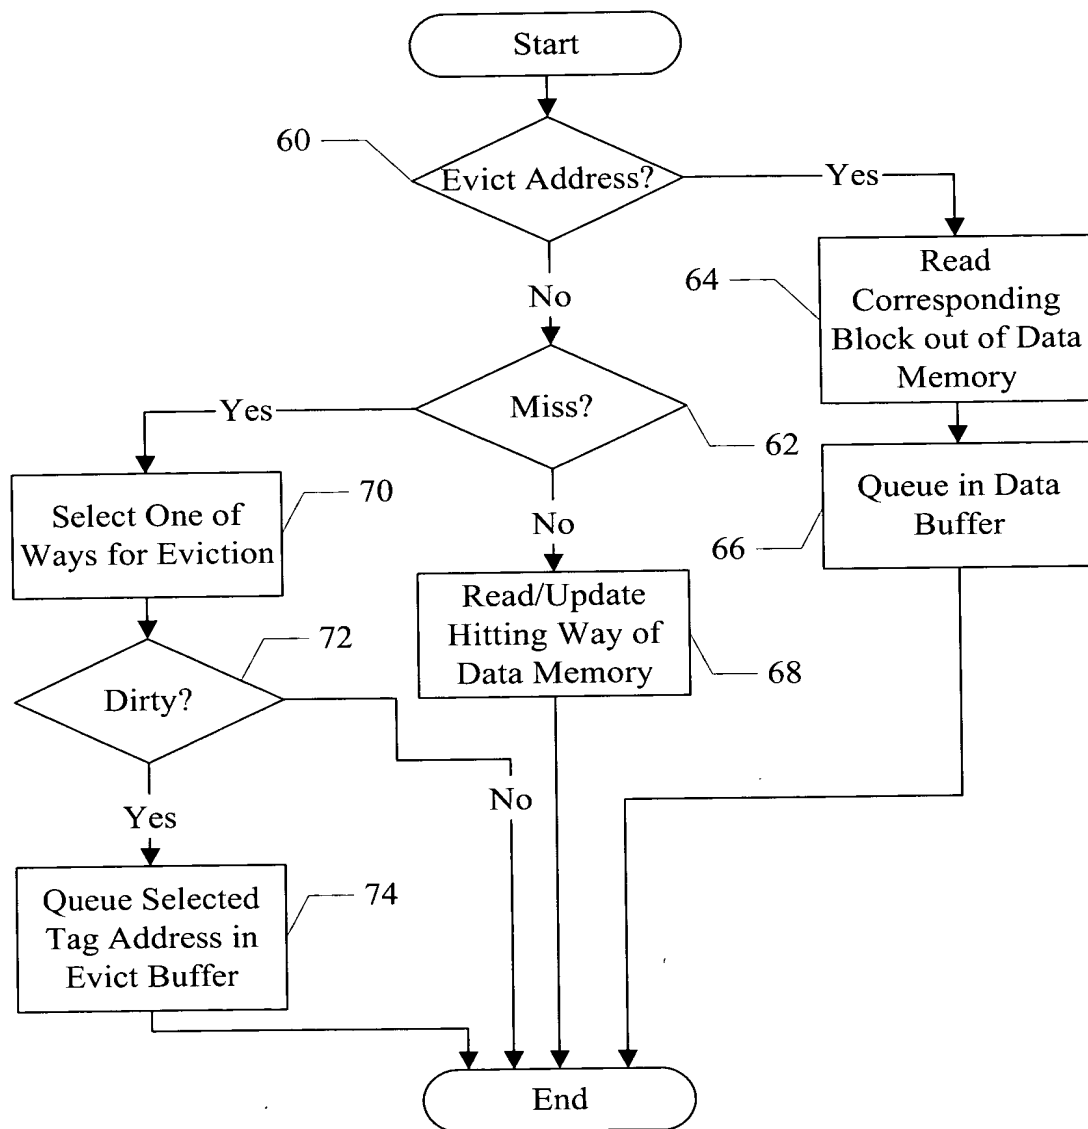 Start
60
Evict Address?
Yes
No
64
Read
Corresponding
Block out of Data
Memory
Yes
Miss?
62
70
Select One of
Ways for Eviction
No
Queue in Data
Buffer
66
72
Read/Update
Hitting Way of
Data Memory
68
Dirty?
No
Yes
74
Queue Selected
Tag Address in
Evict Buffer
End